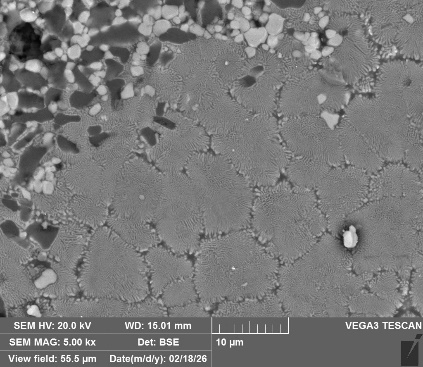 SEM HV: 20.0 kV WD: 15.01 mm VEGA3 TESCAN
SEM MAG: 5.00 kx Det: BSE 10 µm
View field: 55.5 µm Date(m/d/y): 02/18/26